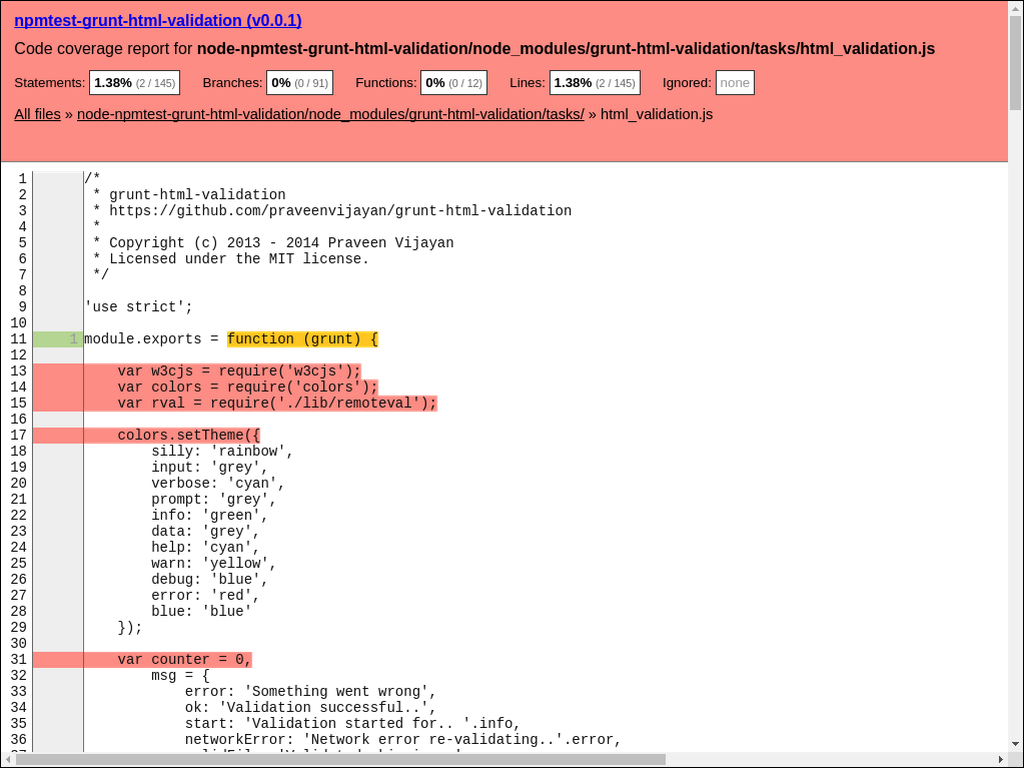 npmtest-grunt-html-validation (v0.0.1)
Code coverage report for node-npmtest-grunt-html-validation/node_modules/grunt-html-validation/tasks/html_validation.js
Statements: 1.38% (2 / 145) Branches: 0% (0 / 91) Functions: 0% (0 / 12) Lines: 1.38% (2 / 145) Ignored: none
All files » node-npmtest-grunt-html-validation/node_modules/grunt-html-validation/tasks/ » html_validation.js
1 /*
2  * grunt-html-validation
3  * https://github.com/praveenvijayan/grunt-html-validation
4  *
5  * Copyright (c) 2013 - 2014 Praveen Vijayan
6  * Licensed under the MIT license.
7  */
8
9 'use strict';
10
11 1 module.exports = function (grunt) {
12
13     var w3cjs = require('w3cjs');
14     var colors = require('colors');
15     var rval = require('./lib/remoteval');
16
17     colors.setTheme({
18         silly: 'rainbow',
19         input: 'grey',
20         verbose: 'cyan',
21         prompt: 'grey',
22         info: 'green',
23         data: 'grey',
24         help: 'cyan',
25         warn: 'yellow',
26         debug: 'blue',
27         error: 'red',
28         blue: 'blue'
29     });
30
31     var counter = 0,
32         msg = {
33             error: 'Something went wrong',
34             ok: 'Validation successful..',
35             start: 'Validation started for.. '.info,
36             networkError: 'Network error re-validating..'.error,